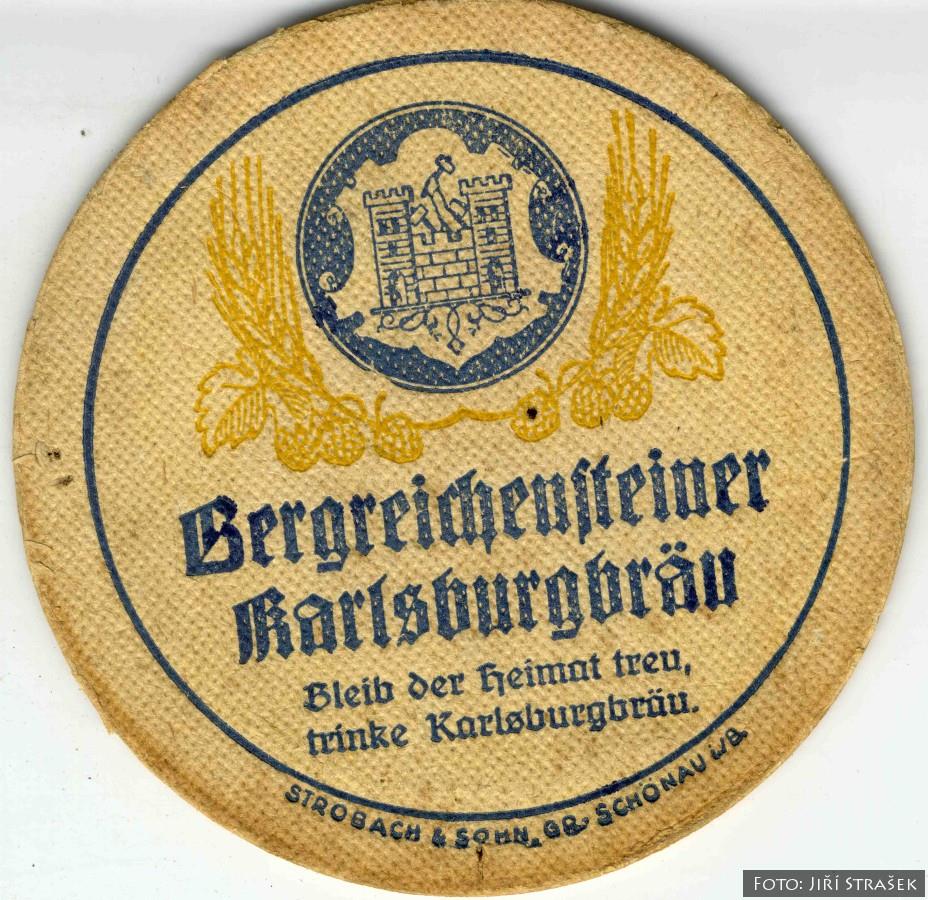 Bergreichensteiner
Karlsburgbräu
Bleib der Heimat treu,
trinke Karlsburgbräu.
STROBACH & SOHN, GR. SCHÖNAU i/B.
FOTO: JIŘÍ STRAŠEK